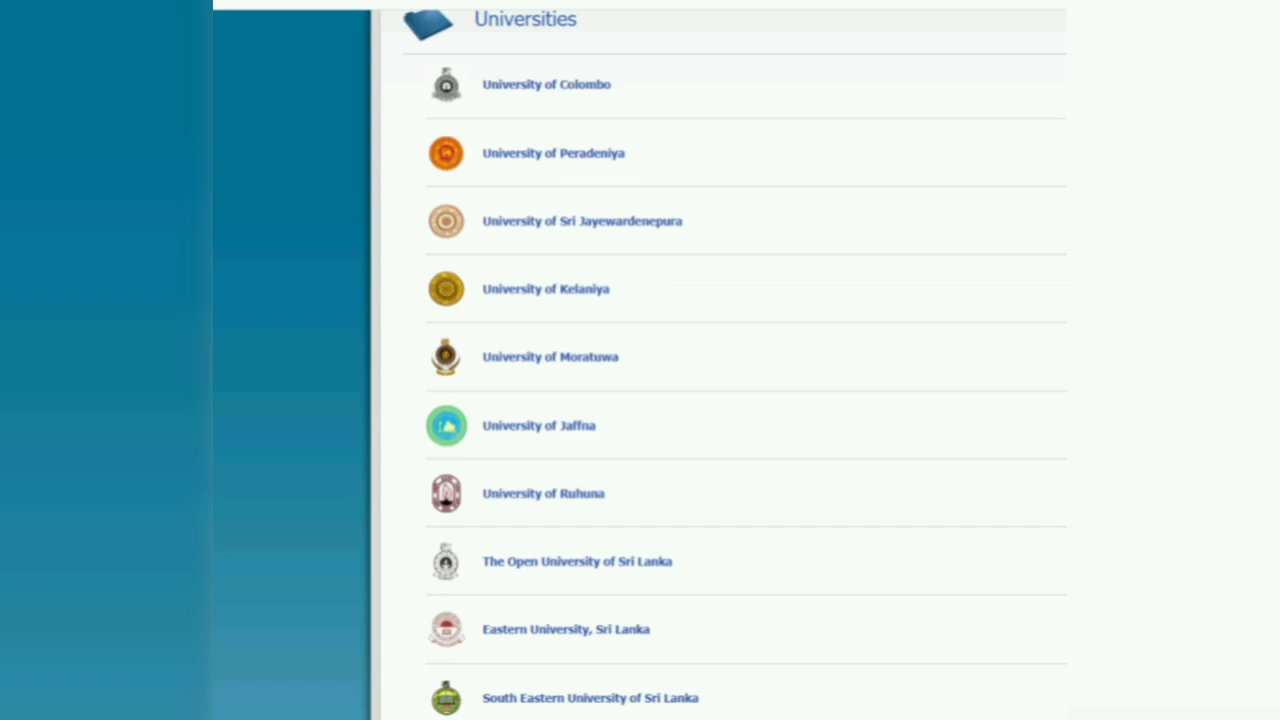 Universities
University of Colombo
University of Peradeniya
University of Sri Jayewardenepura
University of Kelaniya
University of Moratuwa
University of Jaffna
University of Ruhuna
The Open University of Sri Lanka
Eastern University, Sri Lanka
South Eastern University of Sri Lanka